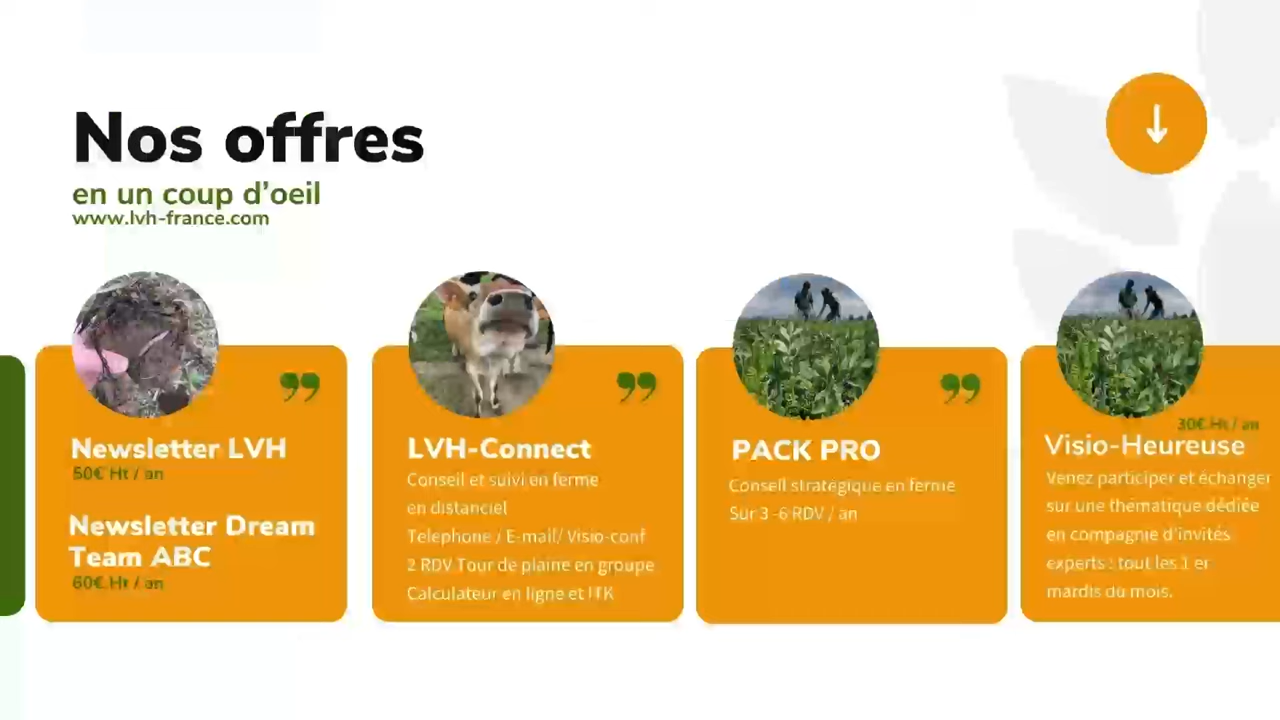 Nos offres
en un coup d'oeil
www.lvh-france.com
Newsletter LVH
50€ Ht / an
Newsletter Dream
Team ABC
60€ Ht / an
LVH-Connect
Conseil et suivi en ferme
en distanciel
Telephone / E-mail/ Visio-conf
2 RDV Tour de plaine en groupe
Calculateur en ligne et ITK
PACK PRO
Conseil stratégique en ferme
Sur 3 -6 RDV / an
30€ Ht / an
Visio-Heureuse
Venez participer et échanger
sur une thématique dédiée
en compagnie d'invités
experts : tout les 1 er
mardis du mois.